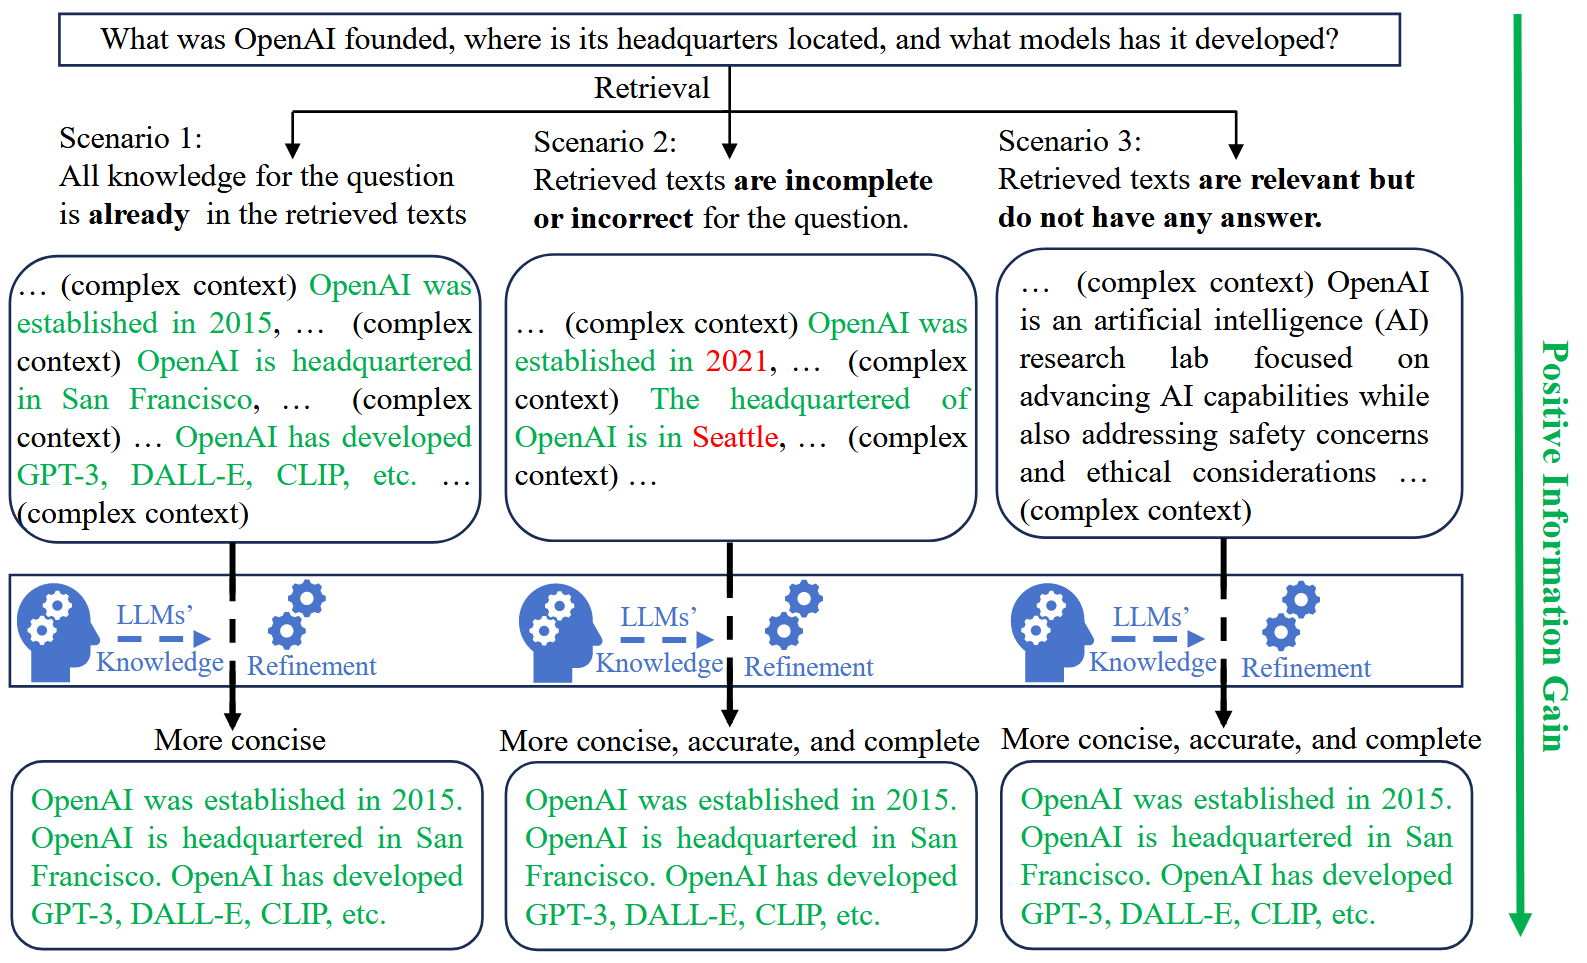 What was OpenAI founded, where is its headquarters located, and what models has it developed?
Retrieval
Scenario 1:
All knowledge for the question
is already in the retrieved texts
Scenario 2:
Retrieved texts are incomplete
or incorrect for the question.
Scenario 3:
Retrieved texts are relevant but
do not have any answer.
… (complex context) OpenAI was
established in 2015, … (complex
context) OpenAI is headquartered
in San Francisco, … (complex
context) … OpenAI has developed
GPT-3, DALL-E, CLIP, etc. …
(complex context)
… (complex context) OpenAI was
established in 2021, … (complex
context) The headquartered of
OpenAI is in Seattle, … (complex
context) …
… (complex context) OpenAI
is an artificial intelligence (AI)
research lab focused on
advancing AI capabilities while
also addressing safety concerns
and ethical considerations …
(complex context)
LLMs’
Knowledge
Refinement
LLMs’
Knowledge
Refinement
LLMs’
Knowledge
Refinement
More concise
More concise, accurate, and complete
More concise, accurate, and complete
OpenAI was established in 2015.
OpenAI is headquartered in San
Francisco. OpenAI has developed
GPT-3, DALL-E, CLIP, etc.
OpenAI was established in 2015.
OpenAI is headquartered in San
Francisco. OpenAI has developed
GPT-3, DALL-E, CLIP, etc.
OpenAI was established in 2015.
OpenAI is headquartered in San
Francisco. OpenAI has developed
GPT-3, DALL-E, CLIP, etc.
Positive Information Gain